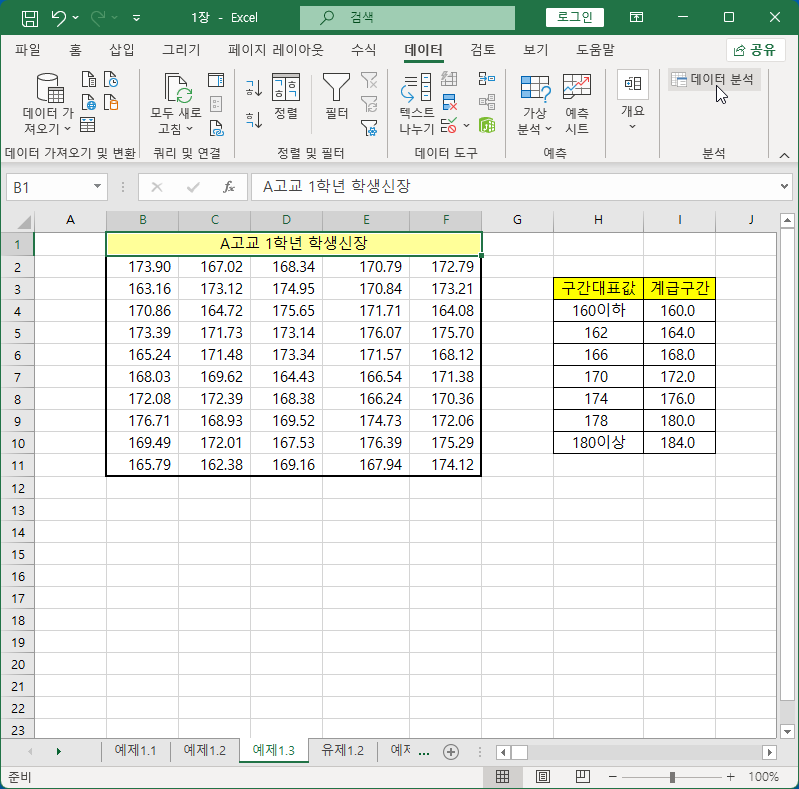 1장 - Excel 검색 로그인
파일 홈 삽입 그리기 페이지 레이아웃 수식 데이터 검토 보기 도움말 공유
데이터 가져오기 모두 새로 고침 정렬 필터 텍스트 나누기 가상 분석 예측 시트 개요 데이터 분석
데이터 가져오기 및 변환 쿼리 및 연결 정렬 및 필터 데이터 도구 예측 분석
B1 fx A고교 1학년 학생신장
A B C D E F G H I J
1 A고교 1학년 학생신장
2 173.90 167.02 168.34 170.79 172.79
3 163.16 173.12 174.95 170.84 173.21 구간대표값 계급구간
4 170.86 164.72 175.65 171.71 164.08 160이하 160.0
5 173.39 171.73 173.14 176.07 175.70 162 164.0
6 165.24 171.48 173.34 171.57 168.12 166 168.0
7 168.03 169.62 164.43 166.54 171.38 170 172.0
8 172.08 172.39 168.38 166.24 170.36 174 176.0
9 176.71 168.93 169.52 174.73 172.06 178 180.0
10 169.49 172.01 167.53 176.39 175.29 180이상 184.0
11 165.79 162.38 169.16 167.94 174.12
12
13
14
15
16
17
18
19
20
21
22
23
예제1.1 예제1.2 예제1.3 유제1.2 예제 ...
준비 100%